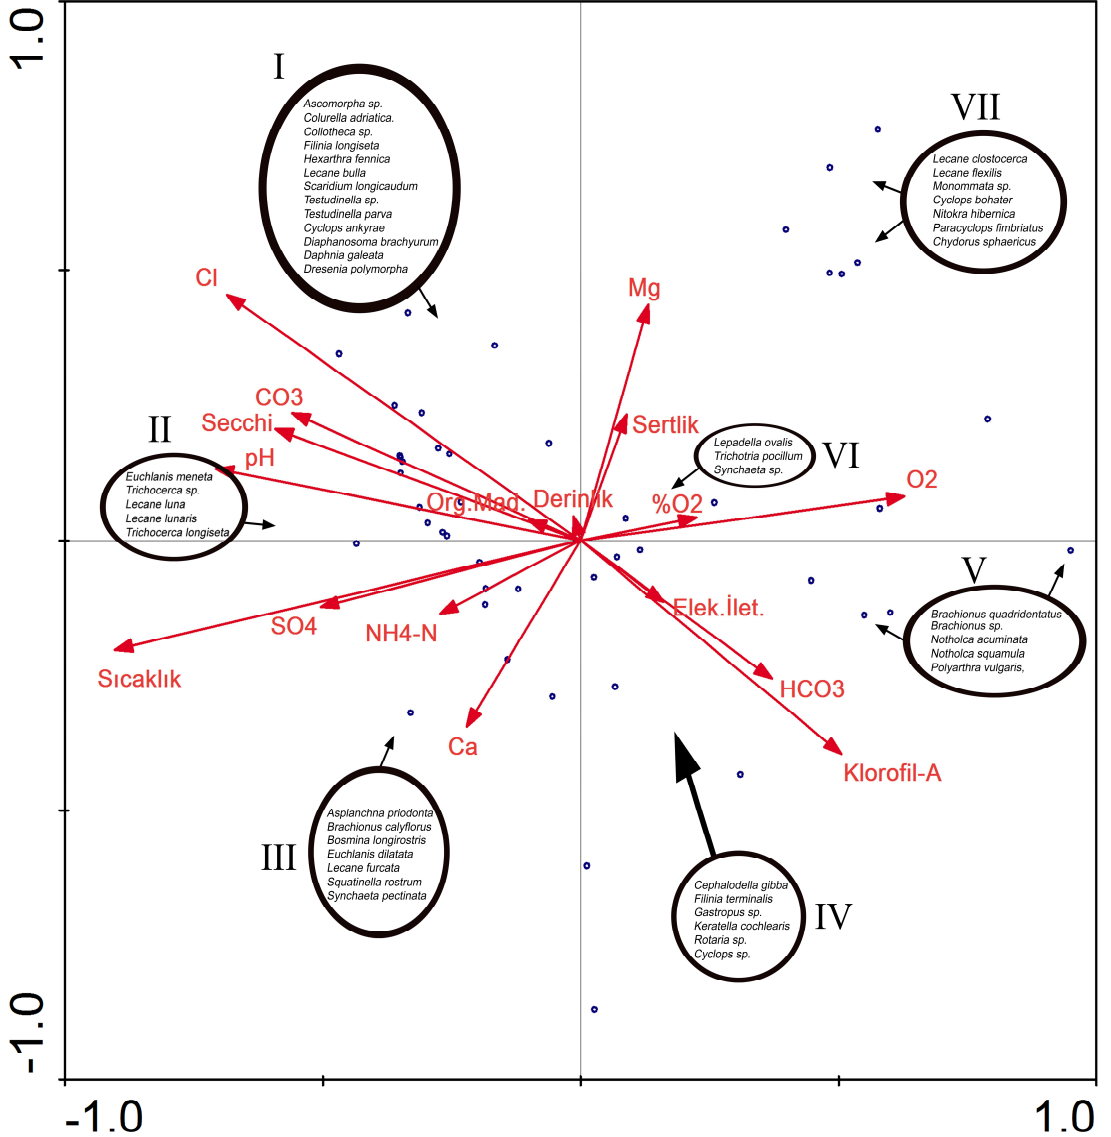 1.0
I
Ascomorpha sp.
Colurella adriatica.
Collotheca sp.
Filinia longiseta
Hexarthra fennica
Lecane bulla
Scaridium longicaudum
Testudinella sp.
Testudinella parva
Cyclops ankyrae
Diaphanosoma brachyurum
Daphnia galeata
Dresenia polymorpha
VII
Lecane clostocerca
Lecane flexilis
Monommata sp.
Cyclops bohater
Nitokra hibernica
Paracyclops fimbriatus
Chydorus sphaericus
Cl
Mg
CO3
Secchi
pH
Sertlik
II
Euchlanis meneta
Trichocerca sp.
Lecane luna
Lecane lunaris
Trichocerca longiseta
Lepadella ovalis
Trichotria pocillum
Synchaeta sp.
VI
O2
%O2
Org.Mad.
Derinlik
V
Brachionus quadridentatus
Brachionus sp.
Notholca acuminata
Notholca squamula
Polyarthra vulgaris,
SO4
NH4-N
Elek.İlet.
Sıcaklık
HCO3
Ca
Klorofil-A
III
Asplanchna priodonta
Brachionus calyflorus
Bosmina longirostris
Euchlanis dilatata
Lecane furcata
Squatinella rostrum
Synchaeta pectinata
Cephalodella gibba
Filinia terminalis
Gastropus sp.
Keratella cochlearis
Rotaria sp.
Cyclops sp.
IV
-1.0
-1.0
1.0